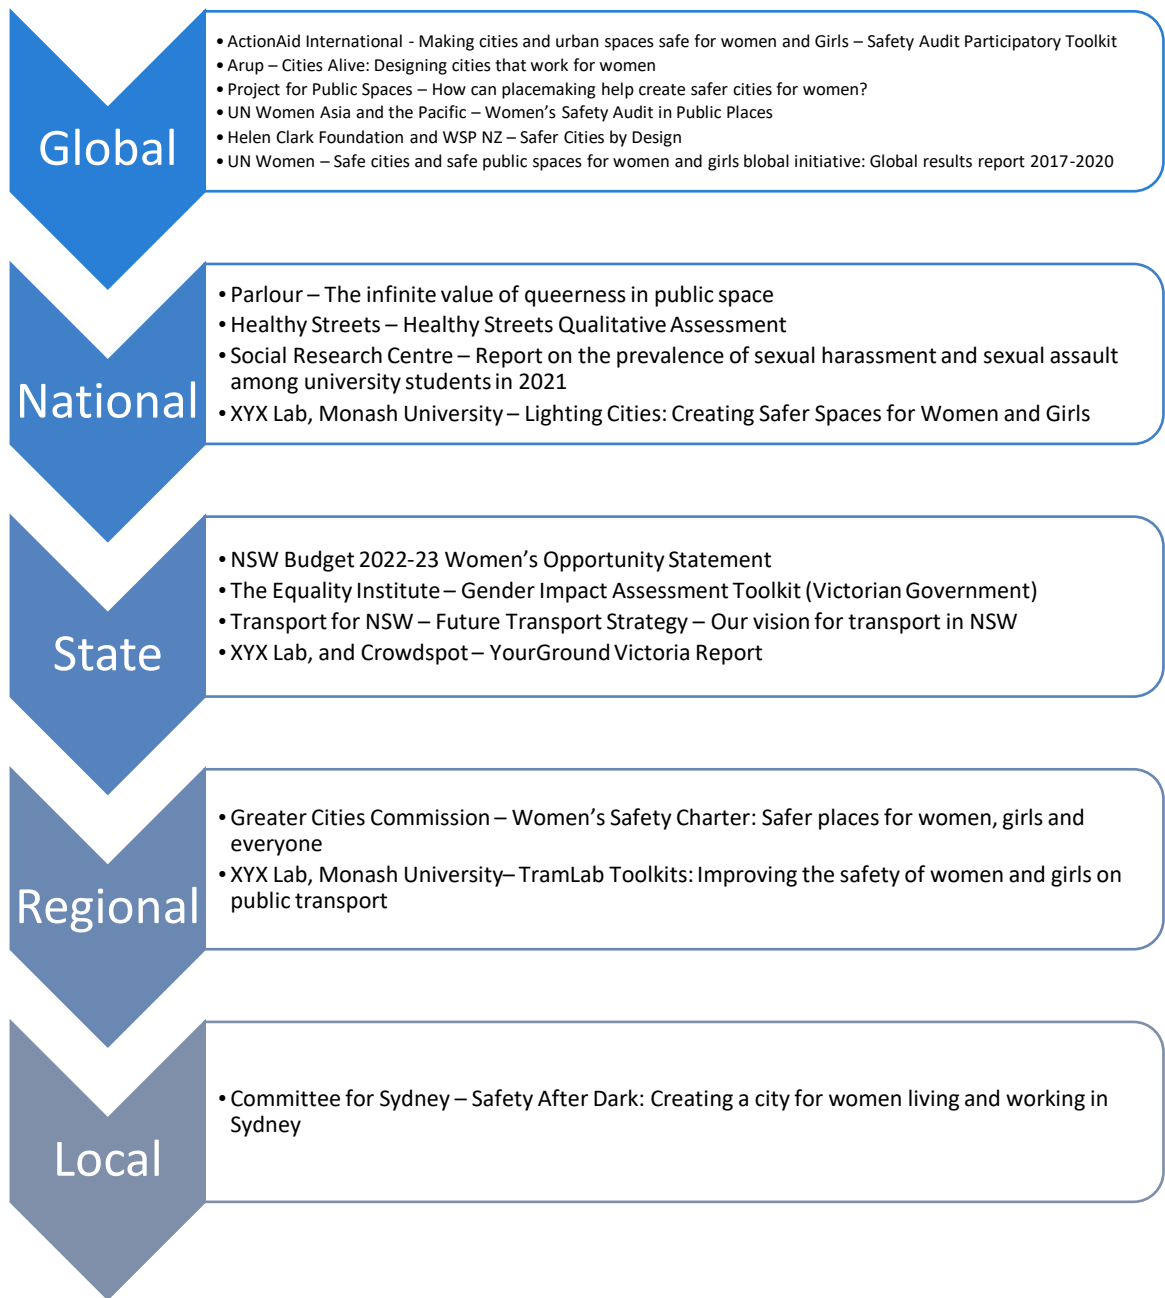 Global
• ActionAid International - Making cities and urban spaces safe for women and Girls – Safety Audit Participatory Toolkit
• Arup – Cities Alive: Designing cities that work for women
• Project for Public Spaces – How can placemaking help create safer cities for women?
• UN Women Asia and the Pacific – Women’s Safety Audit in Public Places
• Helen Clark Foundation and WSP NZ – Safer Cities by Design
• UN Women – Safe cities and safe public spaces for women and girls blobal initiative: Global results report 2017-2020
National
• Parlour – The infinite value of queerness in public space
• Healthy Streets – Healthy Streets Qualitative Assessment
• Social Research Centre – Report on the prevalence of sexual harassment and sexual assault
among university students in 2021
• XYX Lab, Monash University – Lighting Cities: Creating Safer Spaces for Women and Girls
State
• NSW Budget 2022-23 Women’s Opportunity Statement
• The Equality Institute – Gender Impact Assessment Toolkit (Victorian Government)
• Transport for NSW – Future Transport Strategy – Our vision for transport in NSW
• XYX Lab, and Crowdspot – YourGround Victoria Report
Regional
• Greater Cities Commission – Women’s Safety Charter: Safer places for women, girls and
everyone
• XYX Lab, Monash University– TramLab Toolkits: Improving the safety of women and girls on
public transport
Local
• Committee for Sydney – Safety After Dark: Creating a city for women living and working in
Sydney